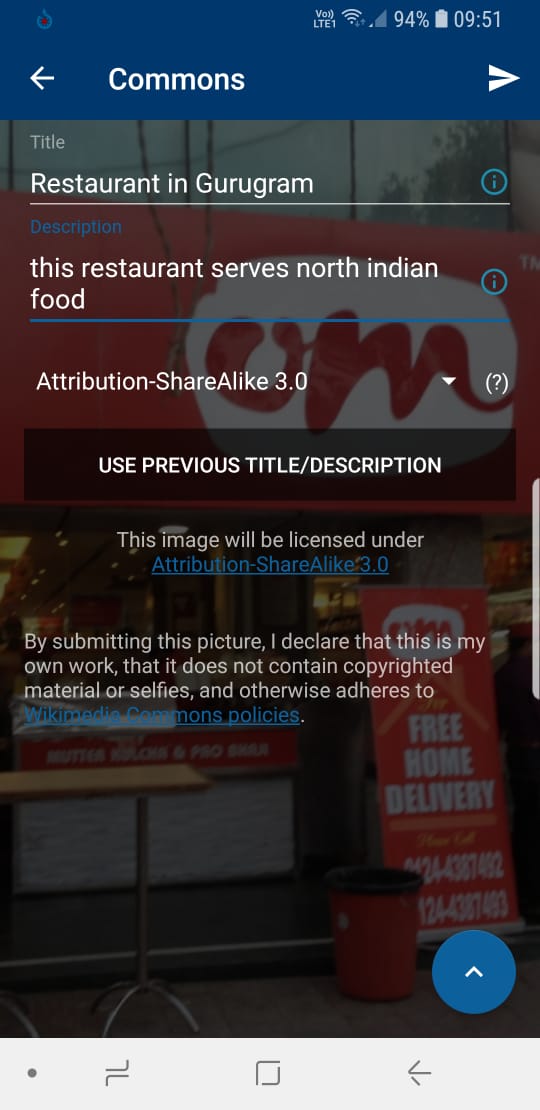 Vo))
LTE1 94% 09:51
Commons
Title
Restaurant in Gurugram
Description
this restaurant serves north indian
food
TM
om
Attribution-ShareAlike 3.0 (?)
USE PREVIOUS TITLE/DESCRIPTION
This image will be licensed under
Attribution-ShareAlike 3.0
By submitting this picture, I declare that this is my
own work, that it does not contain copyrighted
material or selfies, and otherwise adheres to
Wikimedia Commons policies.
om
FREE
HOME
DELIVERY
MUTTER KULCHA & PAO BHAJI
Please Call
0124-4387492
0124-4387493